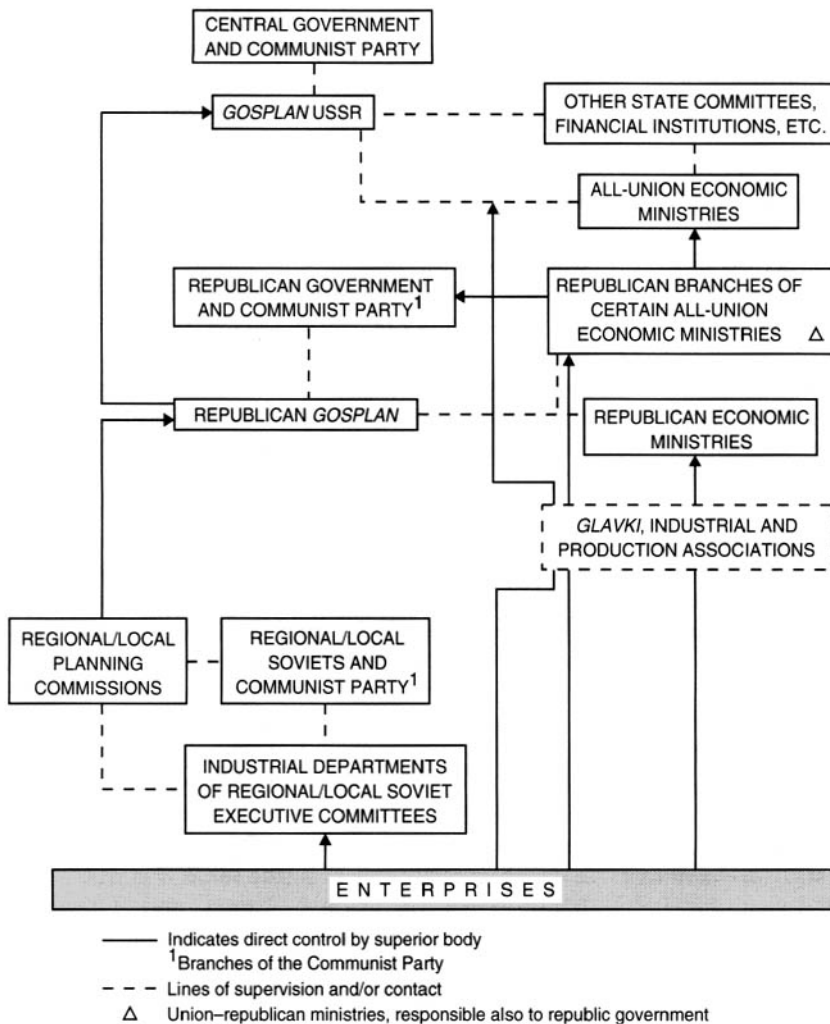 CENTRAL GOVERNMENT
AND COMMUNIST PARTY
GOSPLAN USSR
OTHER STATE COMMITTEES,
FINANCIAL INSTITUTIONS, ETC.
ALL-UNION ECONOMIC
MINISTRIES
REPUBLICAN GOVERNMENT
AND COMMUNIST PARTY¹
REPUBLICAN BRANCHES OF
CERTAIN ALL-UNION
ECONOMIC MINISTRIES Δ
REPUBLICAN GOSPLAN
REPUBLICAN ECONOMIC
MINISTRIES
GLAVKI, INDUSTRIAL AND
PRODUCTION ASSOCIATIONS
REGIONAL/LOCAL
PLANNING
COMMISSIONS
REGIONAL/LOCAL
SOVIETS AND
COMMUNIST PARTY¹
INDUSTRIAL DEPARTMENTS
OF REGIONAL/LOCAL SOVIET
EXECUTIVE COMMITTEES
ENTERPRISES
Indicates direct control by superior body
¹Branches of the Communist Party
Lines of supervision and/or contact
Δ Union–republican ministries, responsible also to republic government